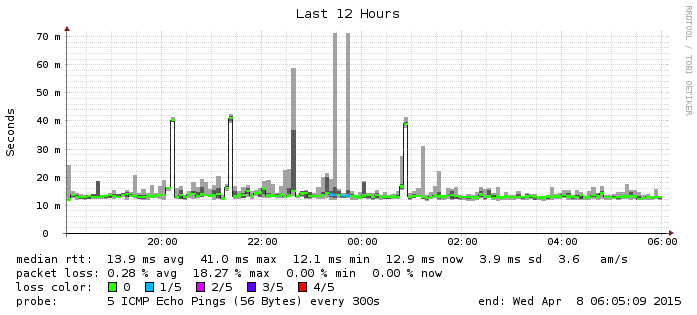 Last 12 Hours
RRDTOOL / TOBI OETIKER
Seconds
70 m
60 m
50 m
40 m
30 m
20 m
10 m
0
20:00 22:00 00:00 02:00 04:00 06:00
median rtt: 13.9 ms avg 41.0 ms max 12.1 ms min 12.9 ms now 3.9 ms sd 3.6 am/s
packet loss: 0.28 % avg 18.27 % max 0.00 % min 0.00 % now
loss color: 0 1/5 2/5 3/5 4/5
probe: 5 ICMP Echo Pings (56 Bytes) every 300s end: Wed Apr 8 06:05:09 2015